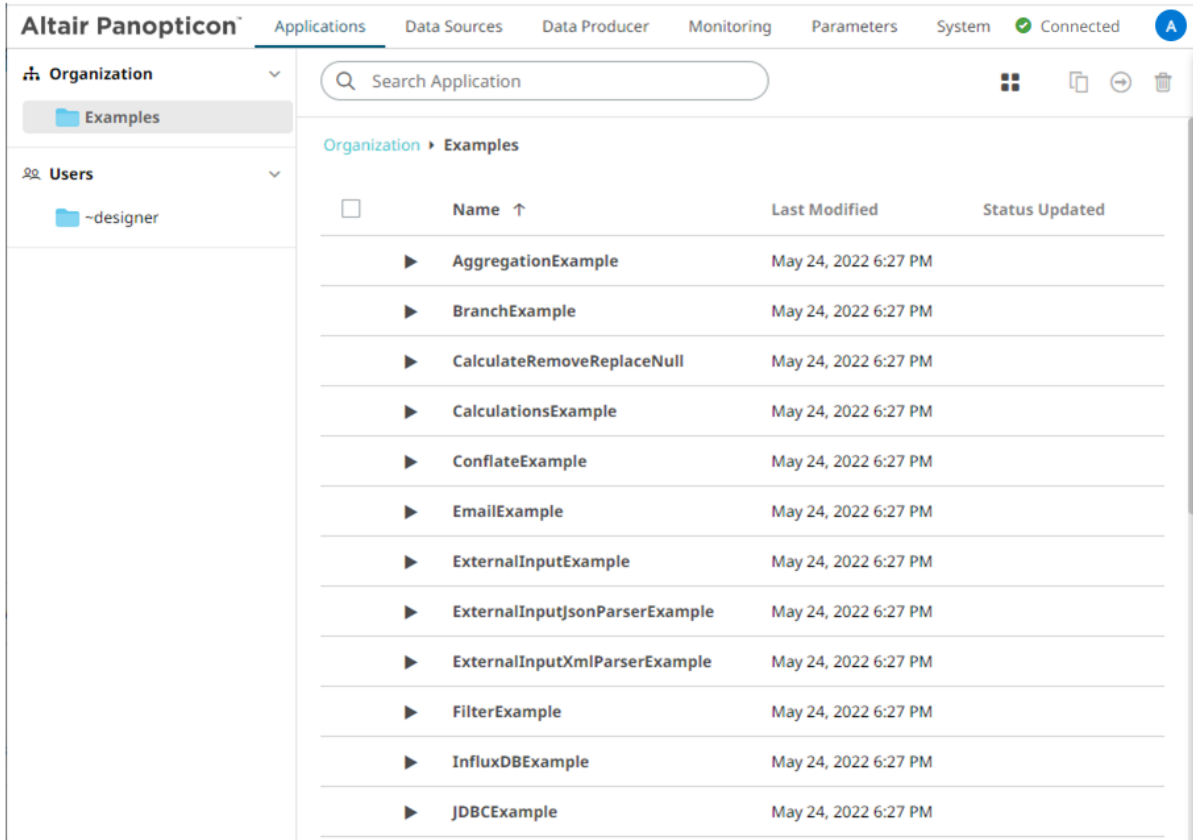 Altair Panopticon™ Applications Data Sources Data Producer Monitoring Parameters System Connected A
Organization
Examples
Users
~designer
Search Application
Organization Examples
Name ↑ Last Modified Status Updated
AggregationExample May 24, 2022 6:27 PM
BranchExample May 24, 2022 6:27 PM
CalculateRemoveReplaceNull May 24, 2022 6:27 PM
CalculationsExample May 24, 2022 6:27 PM
ConflateExample May 24, 2022 6:27 PM
EmailExample May 24, 2022 6:27 PM
ExternalInputExample May 24, 2022 6:27 PM
ExternalInputJsonParserExample May 24, 2022 6:27 PM
ExternalInputXmlParserExample May 24, 2022 6:27 PM
FilterExample May 24, 2022 6:27 PM
InfluxDBExample May 24, 2022 6:27 PM
JDBCExample May 24, 2022 6:27 PM